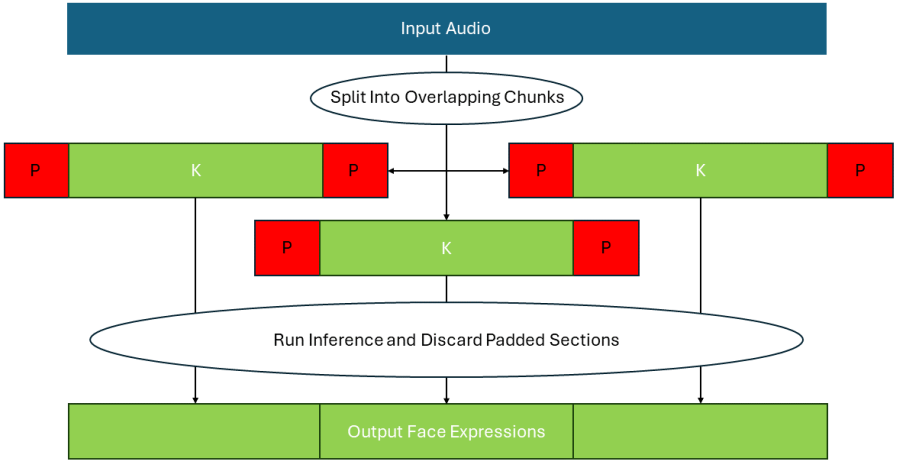 Input Audio
Split Into Overlapping Chunks
P K P P K P
P K P
Run Inference and Discard Padded Sections
Output Face Expressions